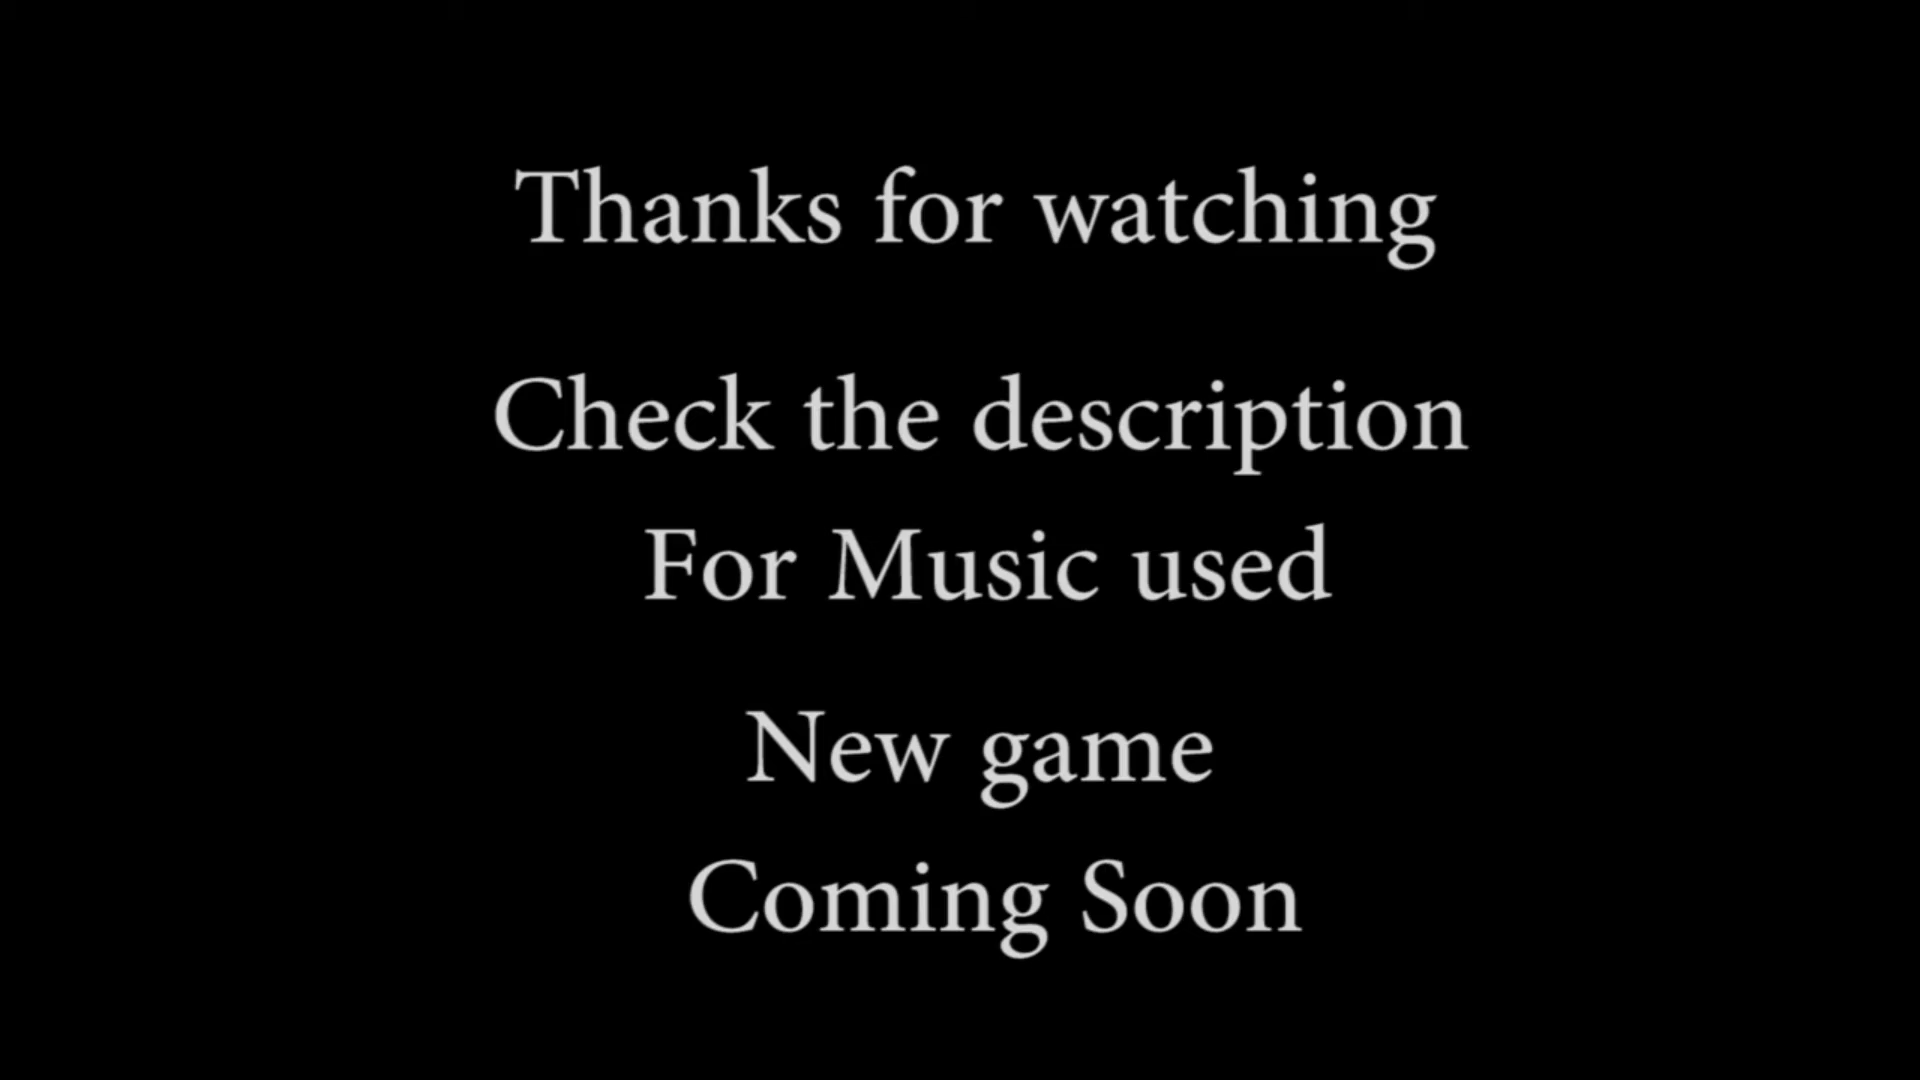 Thanks for watching
Check the description
For Music used
New game
Coming Soon